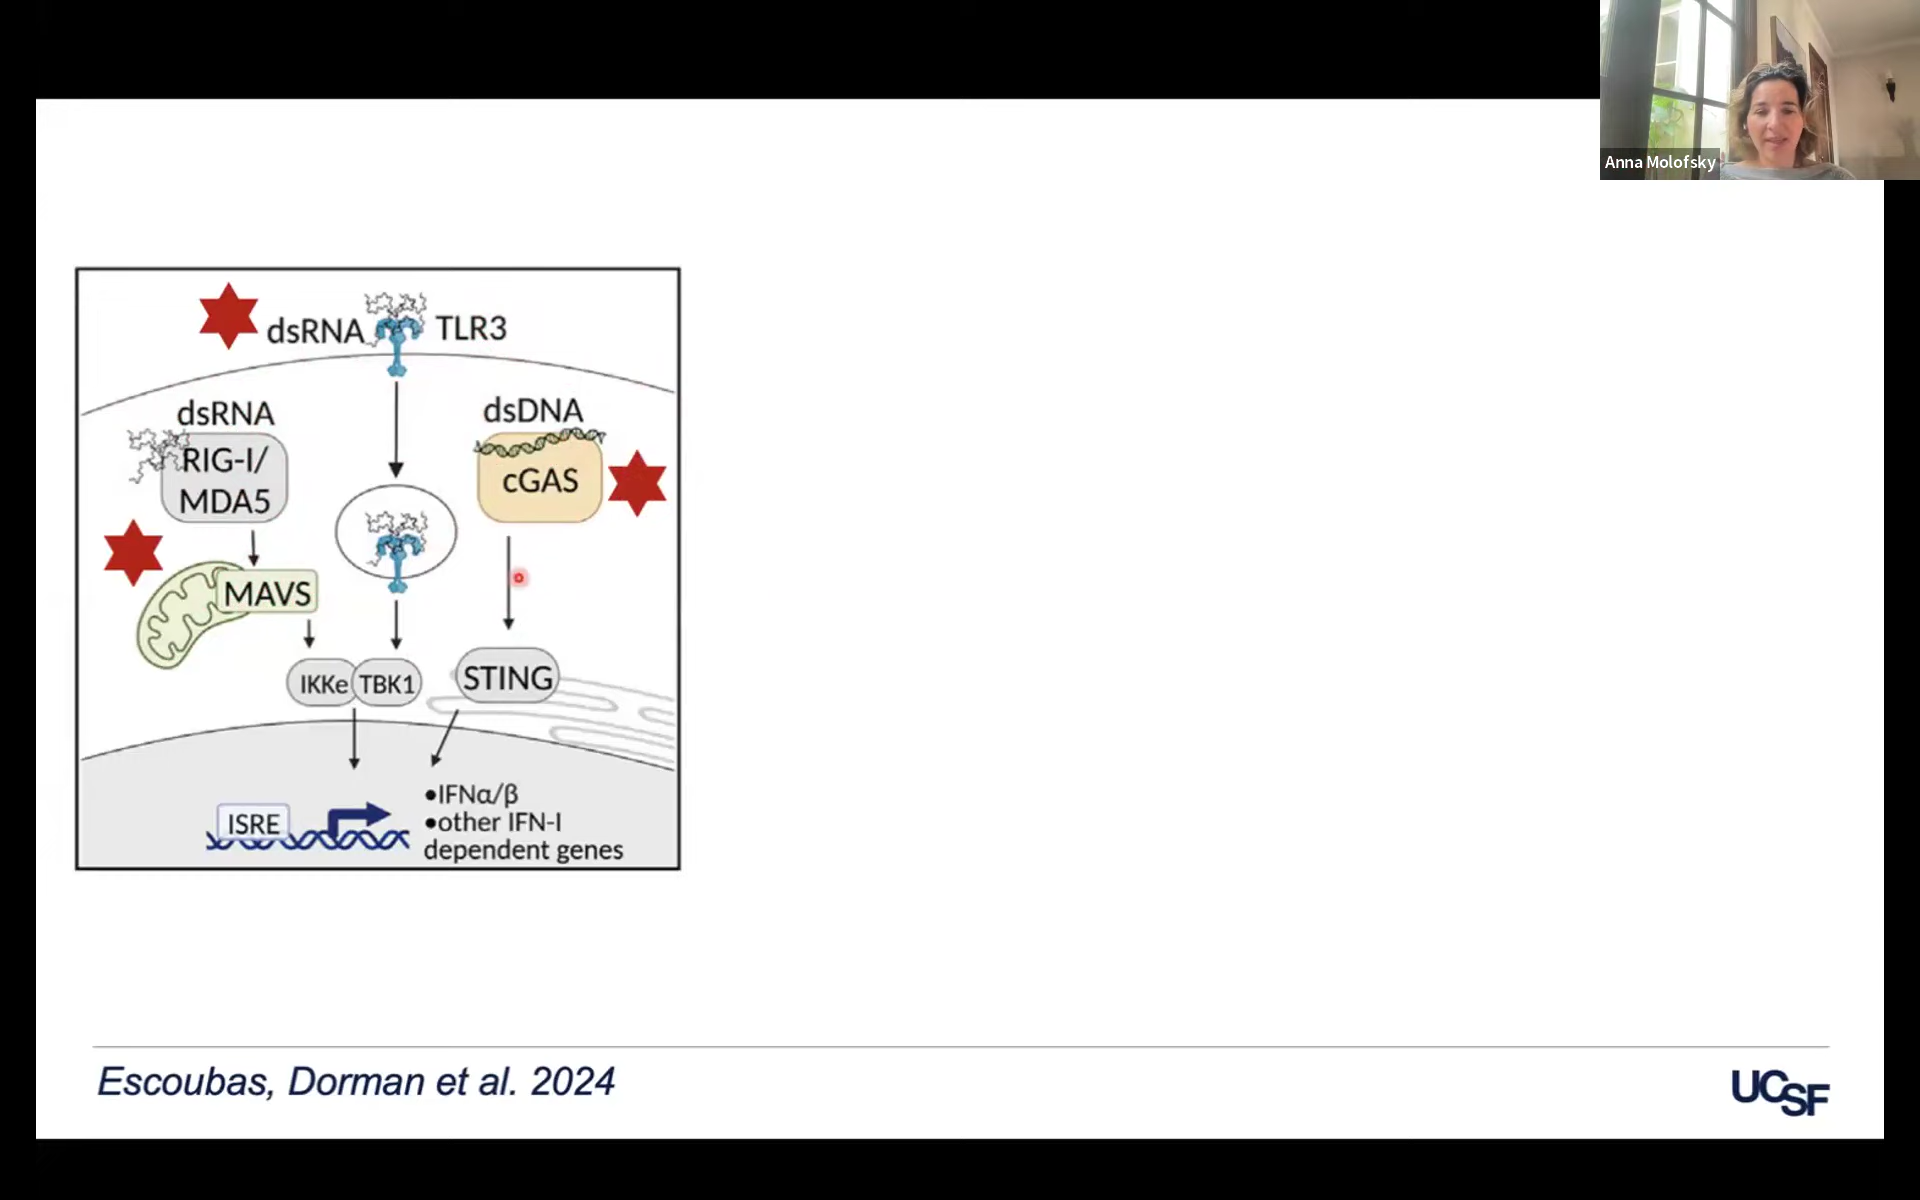 Anna Molofsky
dsRNA
TLR3
dsRNA
RIG-I/
MDA5
dsDNA
cGAS
MAVS
IKKe
TBK1
STING
ISRE
•IFNα/β
•other IFN-I
dependent genes
Escoubas, Dorman et al. 2024
UCSF